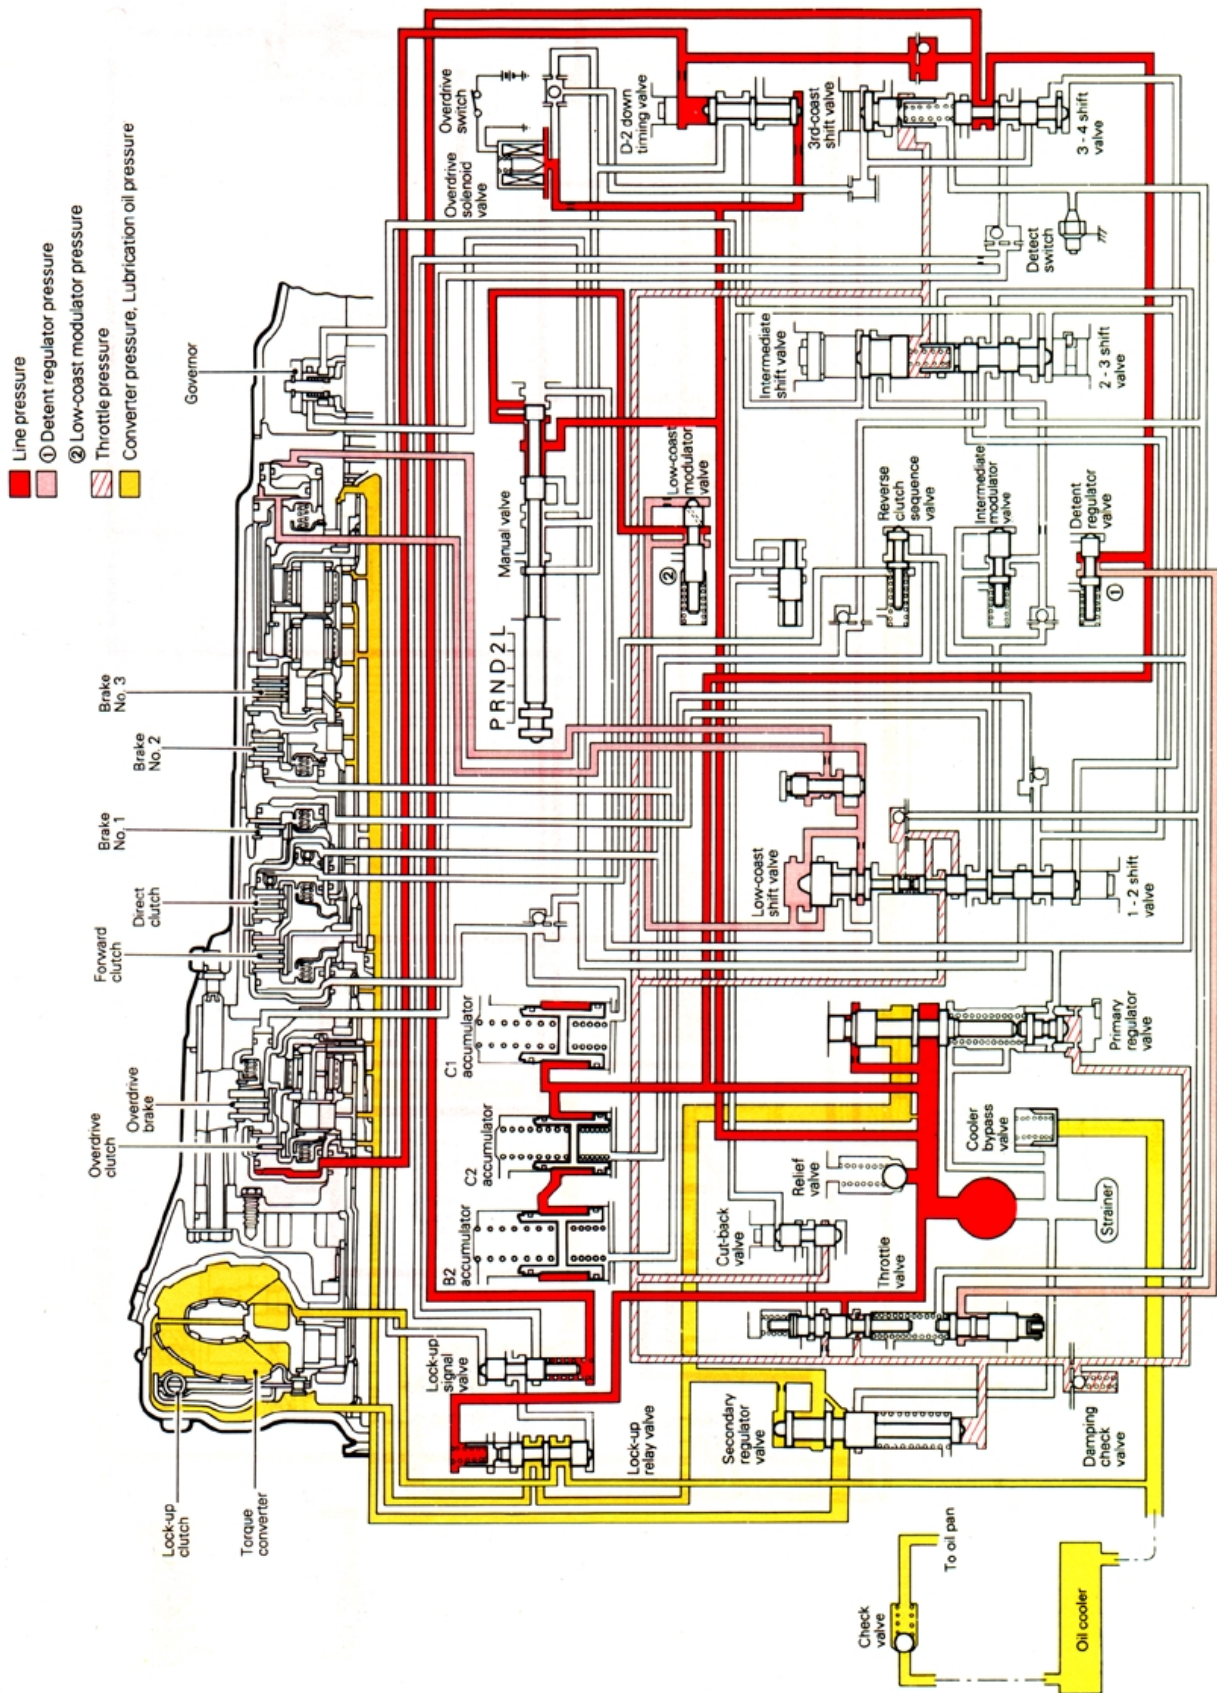 Line pressure
① Detent regulator pressure
② Low-coast modulator pressure
Throttle pressure
Converter pressure, Lubrication oil pressure
Lock-up
clutch
Torque
converter
Overdrive
clutch
Overdrive
brake
Forward
clutch
Direct
clutch
Brake
No. 1
Brake
No. 2
Brake
No. 3
Governor
Lock-up
signal
valve
Lock-up
relay valve
B2
accumulator
C2
accumulator
C1
accumulator
Manual valve
P R N D 2 L
Overdrive
solenoid
valve
Overdrive
switch
D-2 down
timing valve
Secondary
regulator
valve
Cut-back
valve
Relief
valve
Low-coast
shift valve
②
Low-coast
modulator
valve
Intermediate
shift valve
3rd-coast
shift valve
Throttle
valve
Cooler
bypass
valve
Reverse
clutch
sequence
valve
Intermediate
modulator
valve
Detect
switch
Damping
check
valve
Strainer
Primary
regulator
valve
1 - 2 shift
valve
①
Detent
regulator
valve
2 - 3 shift
valve
3 - 4 shift
valve
Check
valve
To oil pan
Oil cooler